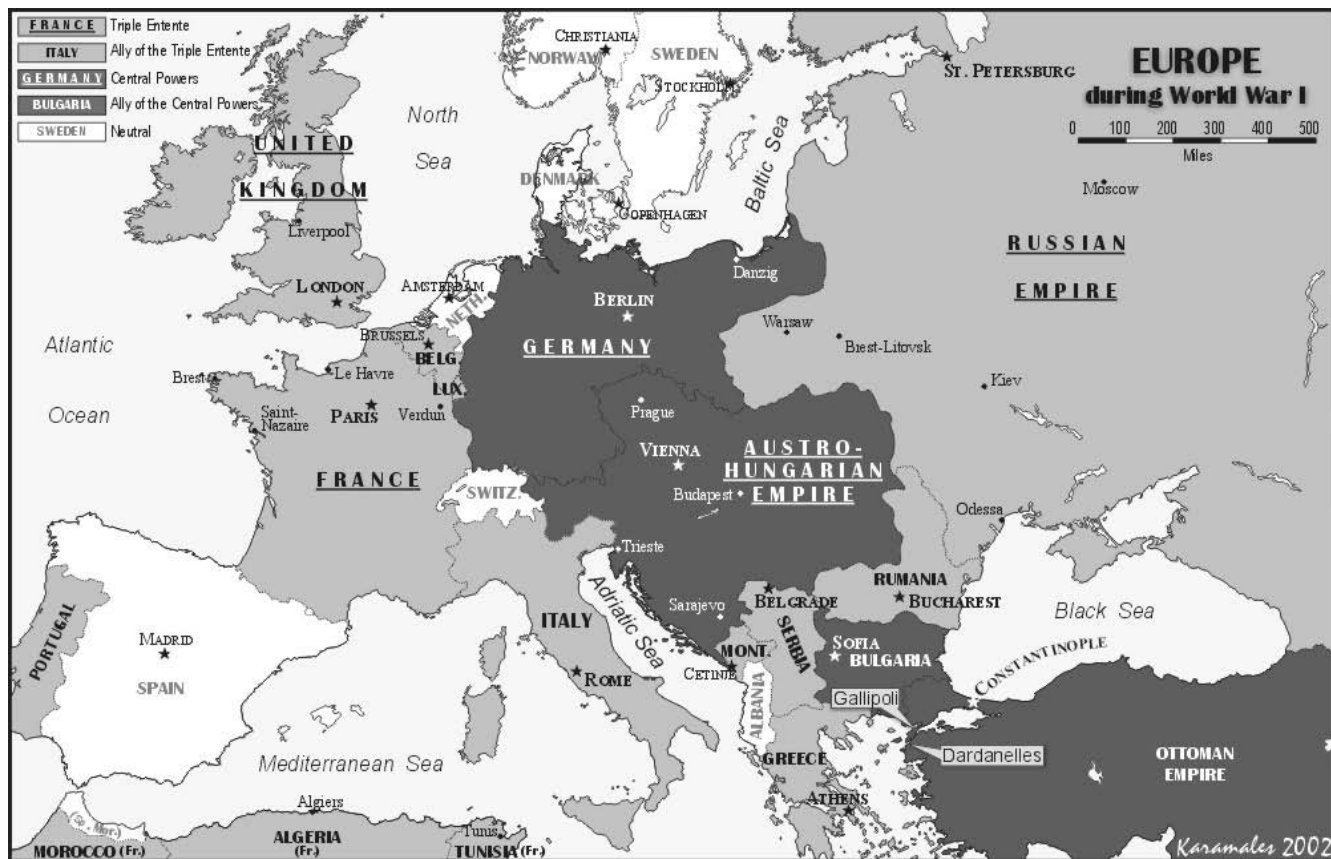 FRANCE Triple Entente
ITALY Ally of the Triple Entente
GERMANY Central Powers
BULGARIA Ally of the Central Powers
SWEDEN Neutral
EUROPE
during World War I
0 100 200 300 400 500
Miles
CHRISTIANIA
NORWAY
SWEDEN
STOCKHOLM
ST. PETERSBURG
North
Sea
Baltic Sea
UNITED
KINGDOM
DENMARK
COPENHAGEN
Moscow
Liverpool
RUSSIAN
EMPIRE
LONDON
AMSTERDAM
NETH.
Danzig
BERLIN
Warsaw
Brest-Litovsk
BRUSSELS
BELG.
GERMANY
Atlantic
Ocean
Brest
Le Havre
LUX.
Kiev
Saint-
Nazaire
PARIS
Verdun
Prague
VIENNA
AUSTRO-
HUNGARIAN
EMPIRE
FRANCE
SWITZ.
Budapest
Odessa
Trieste
RUMANIA
BUCHAREST
BELGRADE
Black Sea
Adriatic Sea
Sarajevo
ITALY
SERBIA
PORTUGAL
MADRID
SPAIN
ROME
MONT.
CETINJE
SOFIA
BULGARIA
CONSTANTINOPLE
ALBANIA
Gallipoli
Dardanelles
Mediterranean Sea
GREECE
OTTOMAN
EMPIRE
ATHENS
Algiers
Tunis
(Sp. Mor.)
MOROCCO (Fr.)
ALGERIA
(Fr.)
TUNISIA (Fr.)
Karamales 2002